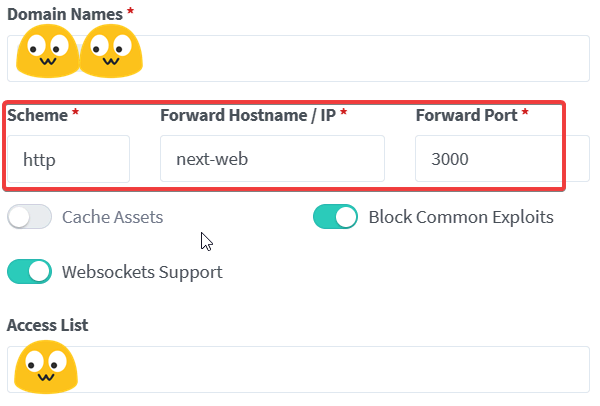 Domain Names *
Scheme * Forward Hostname / IP * Forward Port *
http next-web 3000
Cache Assets Block Common Exploits
Websockets Support
Access List